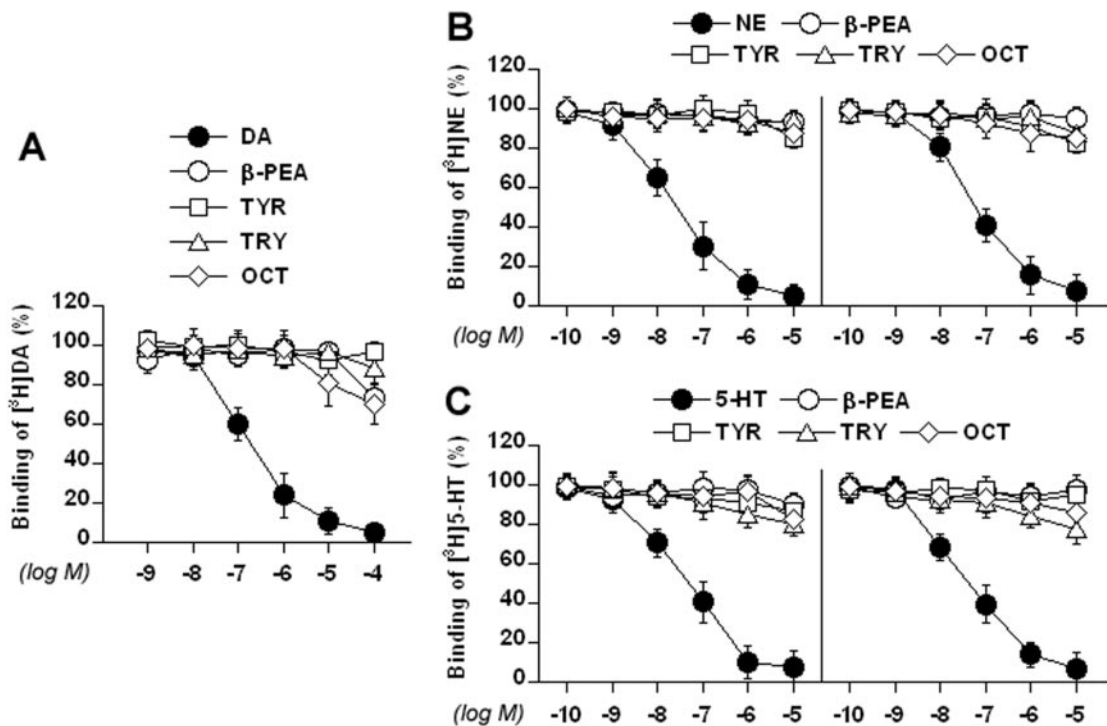 A
DA
β-PEA
TYR
TRY
OCT
Binding of [³H]DA (%)
120
100
80
60
40
20
0
(log M) -9 -8 -7 -6 -5 -4
B
NE β-PEA
TYR TRY OCT
Binding of [³H]NE (%)
120
100
80
60
40
20
0
(log M) -10 -9 -8 -7 -6 -5 -10 -9 -8 -7 -6 -5
C
5-HT β-PEA
TYR TRY OCT
Binding of [³H]5-HT (%)
120
100
80
60
40
20
0
(log M) -10 -9 -8 -7 -6 -5 -10 -9 -8 -7 -6 -5